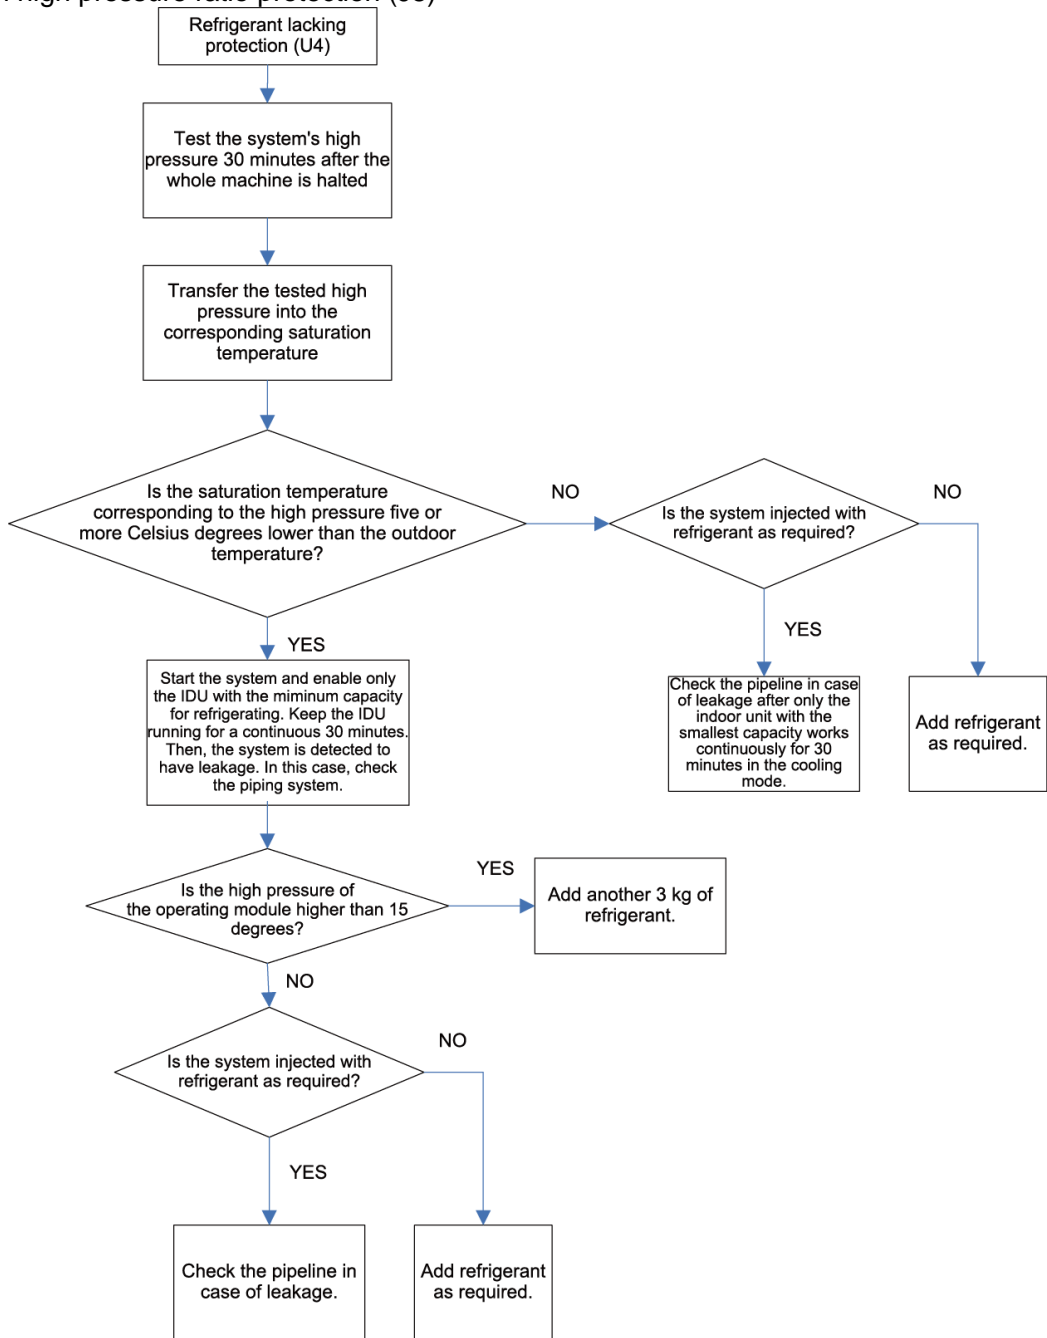 high pressure ratio protection
Refrigerant lacking
protection (U4)
Test the system's high
pressure 30 minutes after the
whole machine is halted
Transfer the tested high
pressure into the
corresponding saturation
temperature
Is the saturation temperature
corresponding to the high pressure five or
more Celsius degrees lower than the outdoor
temperature?
NO
Is the system injected with
refrigerant as required?
NO
YES
YES
Start the system and enable only
the IDU with the miminum capacity
for refrigerating. Keep the IDU
running for a continuous 30 minutes.
Then, the system is detected to
have leakage. In this case, check
the piping system.
Check the pipeline in case
of leakage after only the
indoor unit with the
smallest capacity works
continuously for 30
minutes in the cooling
mode.
Add refrigerant
as required.
Is the high pressure of
the operating module higher than 15
degrees?
YES
Add another 3 kg of
refrigerant.
NO
Is the system injected with
refrigerant as required?
NO
YES
Check the pipeline in
case of leakage.
Add refrigerant
as required.